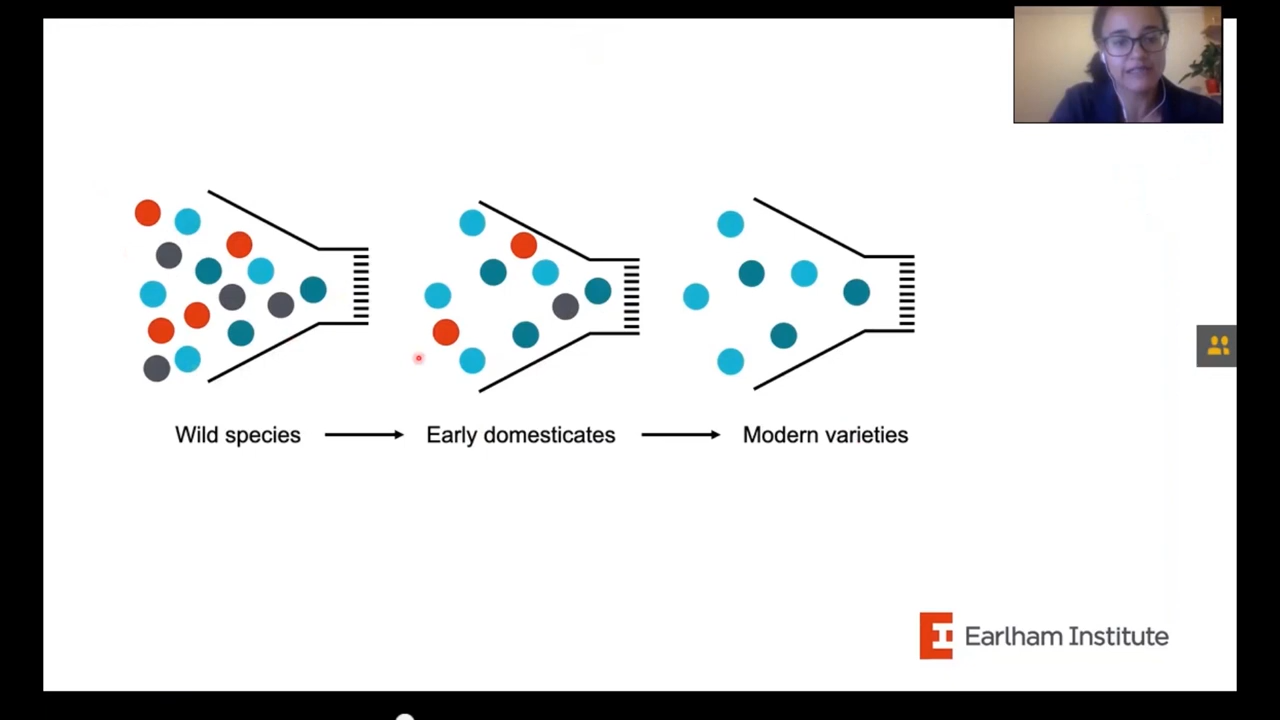 Wild species
Early domesticates
Modern varieties
Earlham Institute